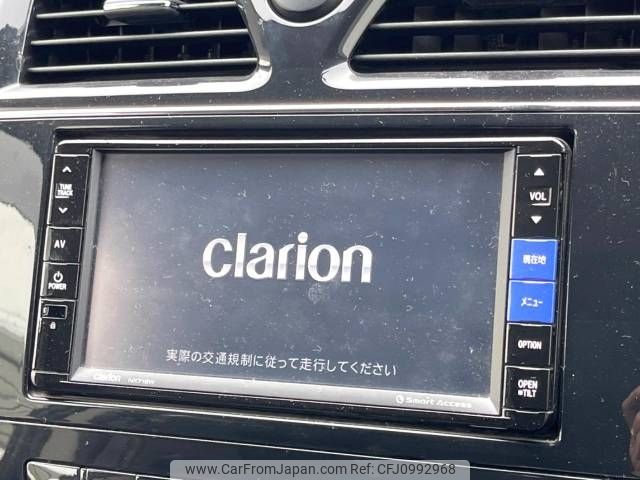 TUNE
TRACK
AV
POWER
clarion
実際の交通規制に従って走行してください
VOL
現在地
メニュー
OPTION
OPEN
TILT
Clarion
Smart Access
www.CarFromJapan.com - Ref No. CFJ0992968